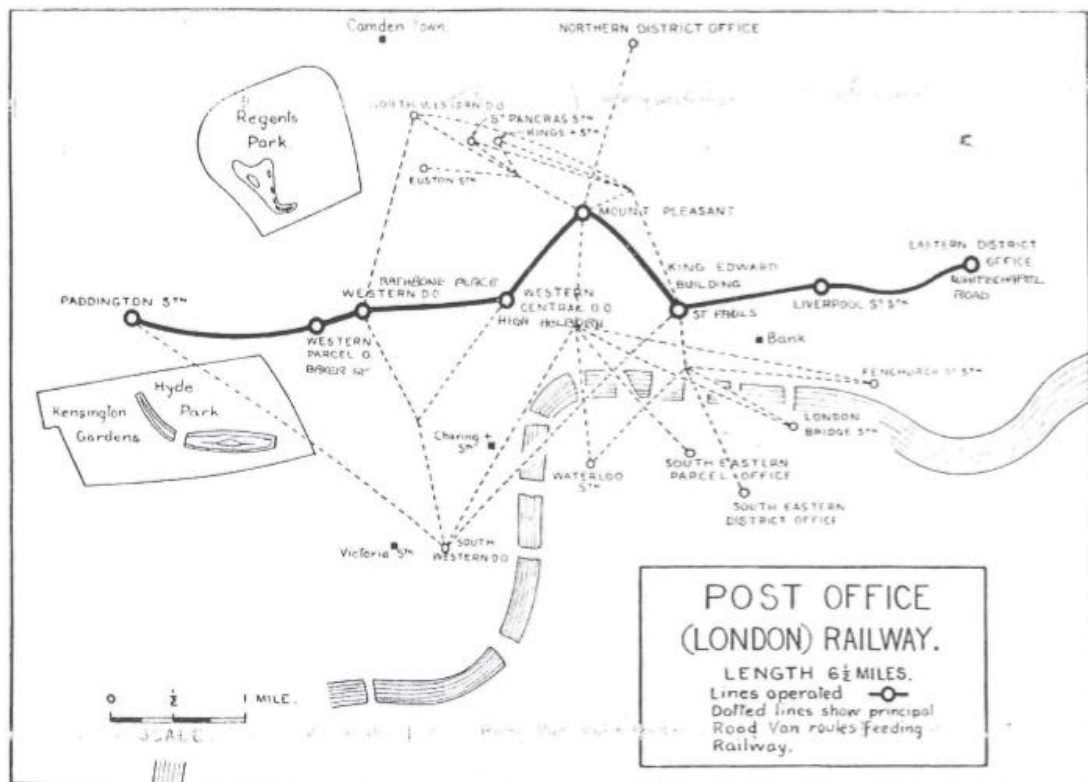 Camden Town.
NORTHERN DISTRICT OFFICE
Regents
Park
NORTH WESTERN D.O
ST PANCRAS STN
KINGS + STN
EUSTON STN
MOUNT PLEASANT
EASTERN DISTRICT
OFFICE
WHITECHAPEL
ROAD.
KING EDWARD
BUILDING
ST PAULS
LIVERPOOL ST STN
RATHBONE PLACE
WESTERN D.O
PADDINGTON STN
WESTERN
CENTRAL D.O
HIGH HOLBORN
WESTERN
PARCEL O.
BAKER ST
Bank
FENCHURCH ST STN
Hyde
Park
Kensington
Gardens
Charing +
STN
LONDON
BRIDGE STN
WATERLOO
STN
SOUTH EASTERN
PARCEL OFFICE
SOUTH EASTERN
DISTRICT OFFICE
Victoria STN
SOUTH
WESTERN D.O
POST OFFICE
(LONDON) RAILWAY.
LENGTH 6½ MILES.
Lines operated
Dotted lines show principal
Road Van routes feeding
Railway.
0 ½ 1 MILE.
SCALE